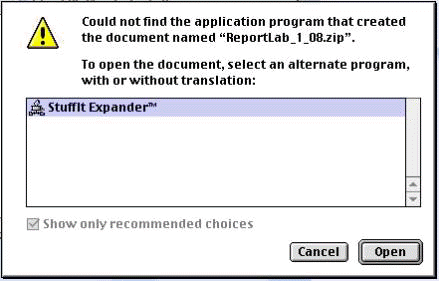 Could not find the application program that created
the document named “ReportLab_1_08.zip”.
To open the document, select an alternate program,
with or without translation:
StuffIt Expander™
Show only recommended choices
Cancel
Open